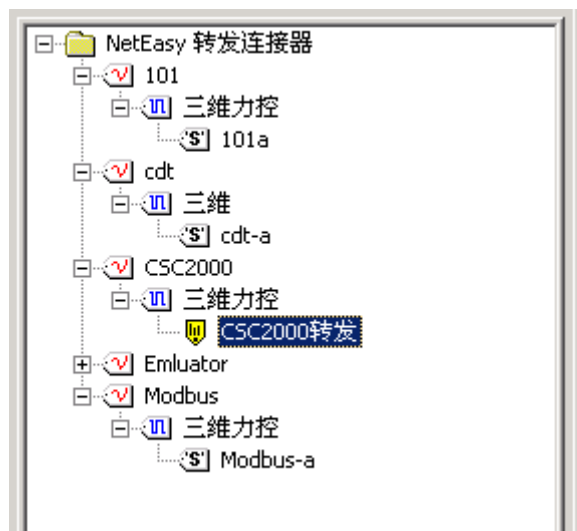 NetEasy 转发连接器
101
三维力控
101a
cdt
三维
cdt-a
CSC2000
三维力控
CSC2000转发
Emluator
Modbus
三维力控
Modbus-a